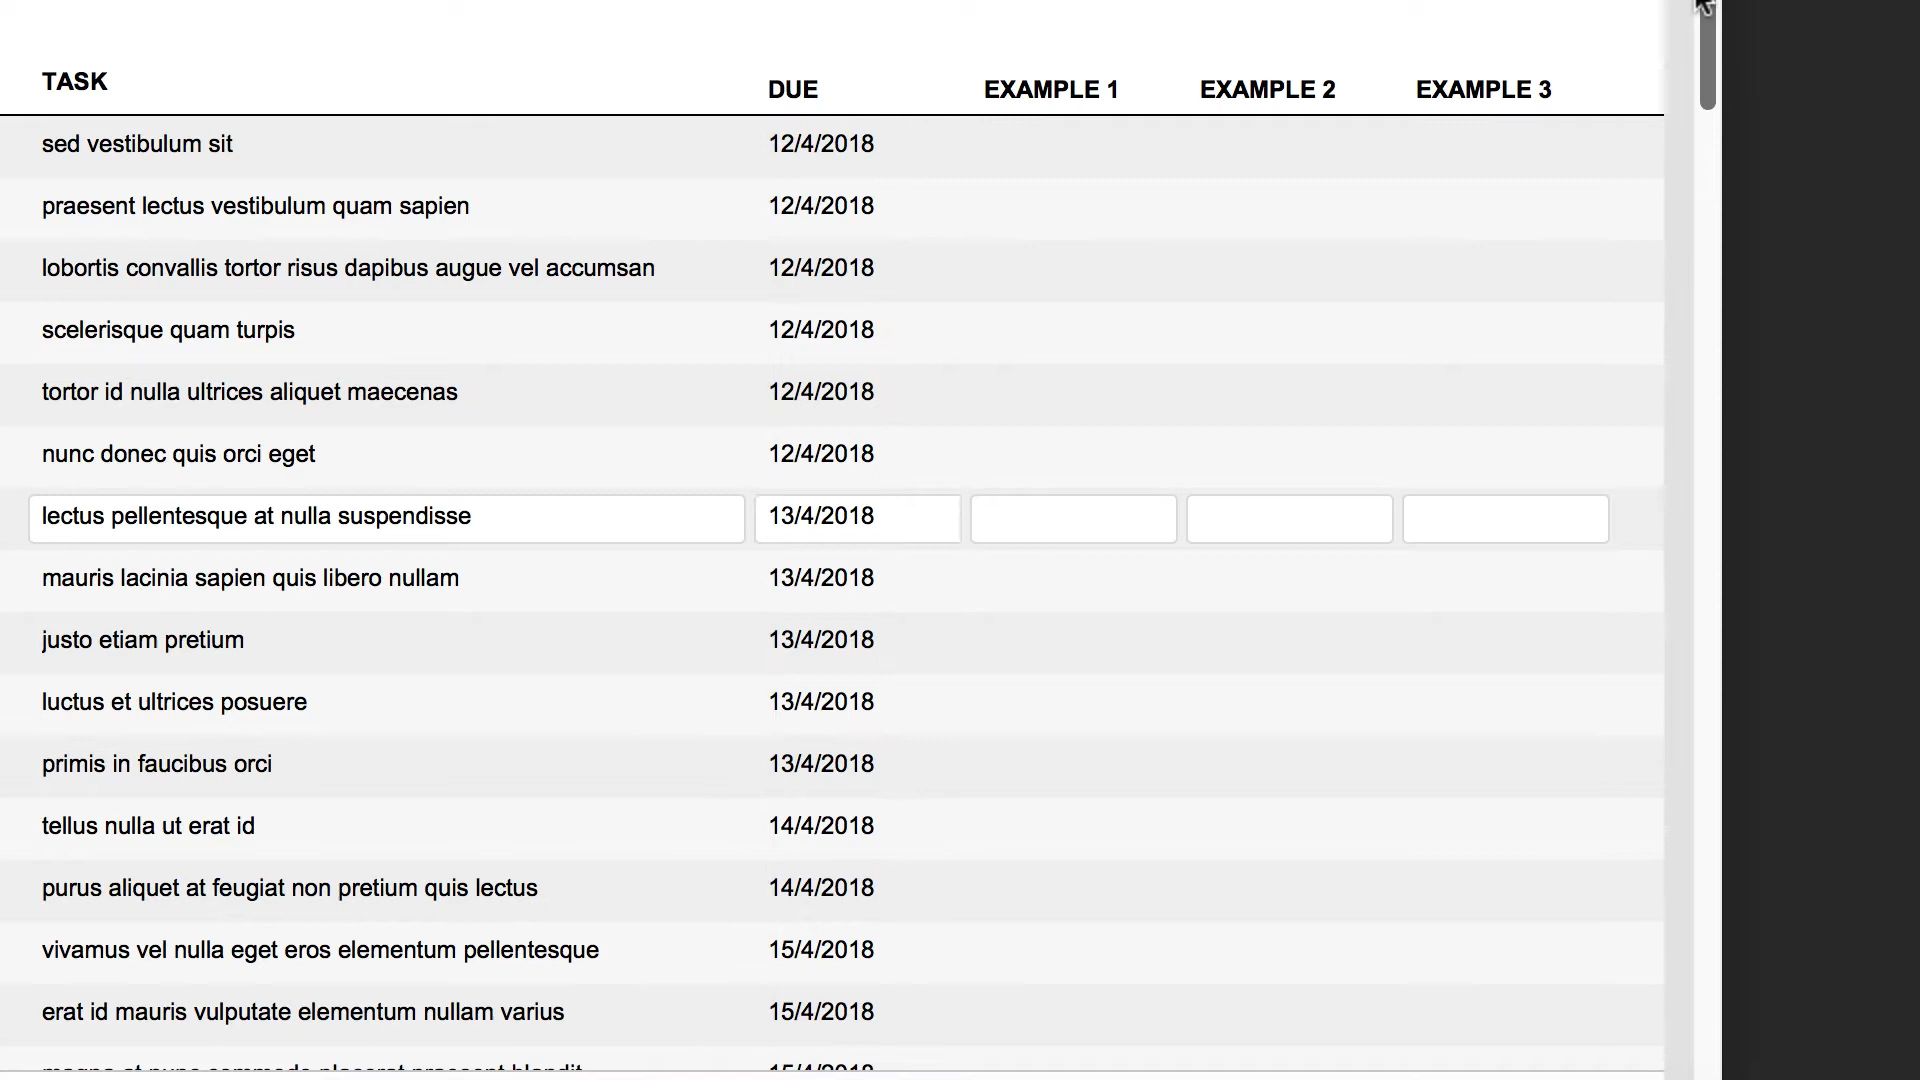 TASK DUE EXAMPLE 1 EXAMPLE 2 EXAMPLE 3
sed vestibulum sit 12/4/2018
praesent lectus vestibulum quam sapien 12/4/2018
lobortis convallis tortor risus dapibus augue vel accumsan 12/4/2018
scelerisque quam turpis 12/4/2018
tortor id nulla ultrices aliquet maecenas 12/4/2018
nunc donec quis orci eget 12/4/2018
lectus pellentesque at nulla suspendisse 13/4/2018
mauris lacinia sapien quis libero nullam 13/4/2018
justo etiam pretium 13/4/2018
luctus et ultrices posuere 13/4/2018
primis in faucibus orci 13/4/2018
tellus nulla ut erat id 14/4/2018
purus aliquet at feugiat non pretium quis lectus 14/4/2018
vivamus vel nulla eget eros elementum pellentesque 15/4/2018
erat id mauris vulputate elementum nullam varius 15/4/2018
placerat praesent blandit 15/4/2018